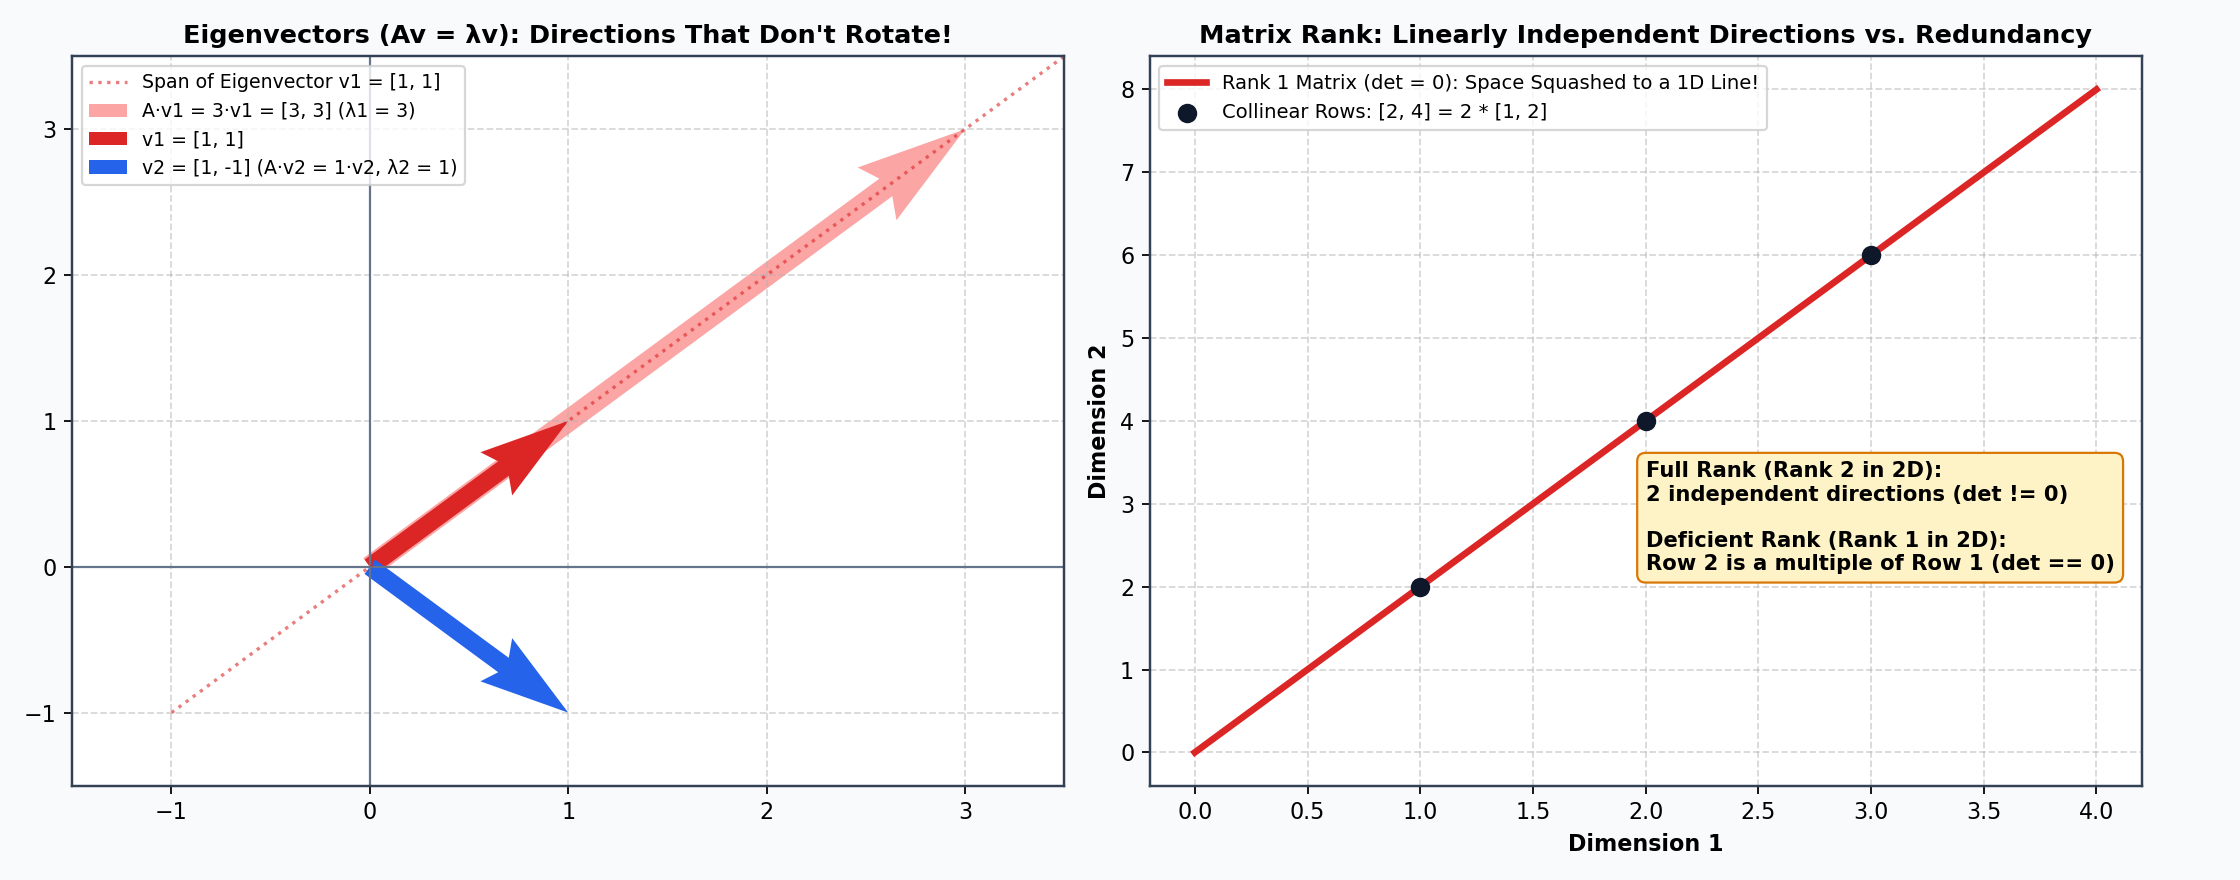 Eigenvectors (Av = λv): Directions That Don't Rotate!
Span of Eigenvector v1 = [1, 1]
A·v1 = 3·v1 = [3, 3] (λ1 = 3)
v1 = [1, 1]
v2 = [1, -1] (A·v2 = 1·v2, λ2 = 1)
3
2
1
0
−1
−1 0 1 2 3
Matrix Rank: Linearly Independent Directions vs. Redundancy
Rank 1 Matrix (det = 0): Space Squashed to a 1D Line!
Collinear Rows: [2, 4] = 2 * [1, 2]
Dimension 2
8
7
6
5
4
3
2
1
0
Full Rank (Rank 2 in 2D):
2 independent directions (det != 0)
Deficient Rank (Rank 1 in 2D):
Row 2 is a multiple of Row 1 (det == 0)
0.0 0.5 1.0 1.5 2.0 2.5 3.0 3.5 4.0
Dimension 1